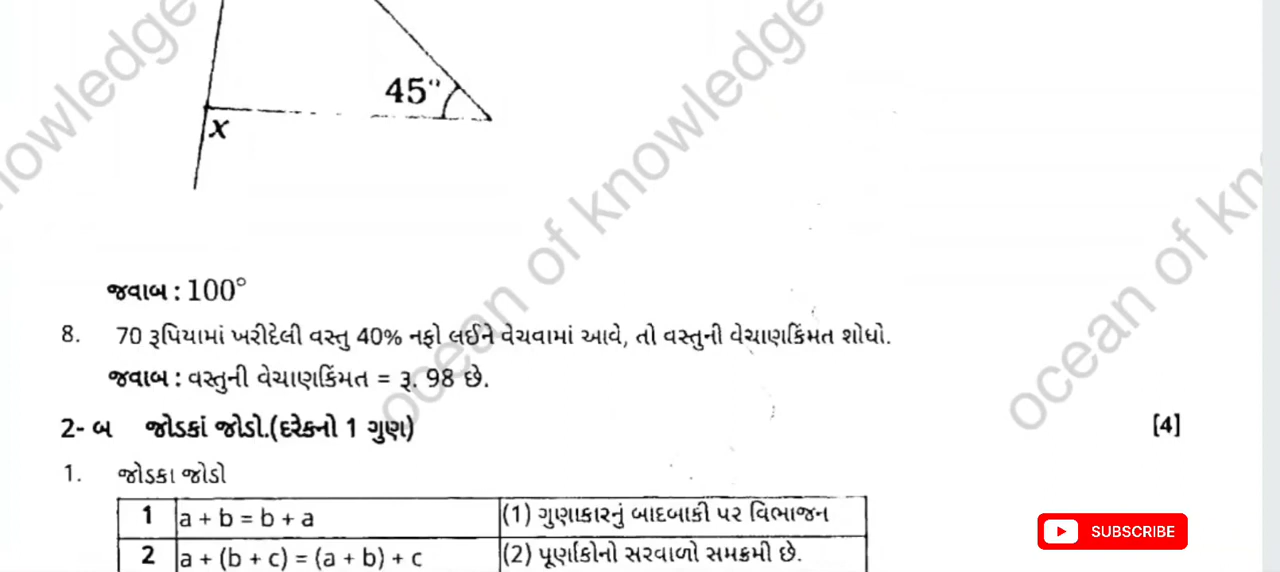 45°
x
જવાબ : 100°
8. 70 રૂપિયામાં ખરીદેલી વસ્તુ 40% નફો લઈને વેચવામાં આવે, તો વસ્તુની વેચાણકિંમત શોધો.
જવાબ : વસ્તુની વેચાણકિંમત = રૂ. 98 છે.
2- બ જોડકાં જોડો.(દરેકનો 1 ગુણ) [4]
1. જોડકા જોડો
1 a + b = b + a (1) ગુણાકારનું બાદબાકી પર વિભાજન
2 a + (b + c) = (a + b) + c (2) પૂર્ણાંકોનો સરવાળો સમક્રમી છે.
SUBSCRIBE
nowledge
ocean of knowledge
ocean of kn